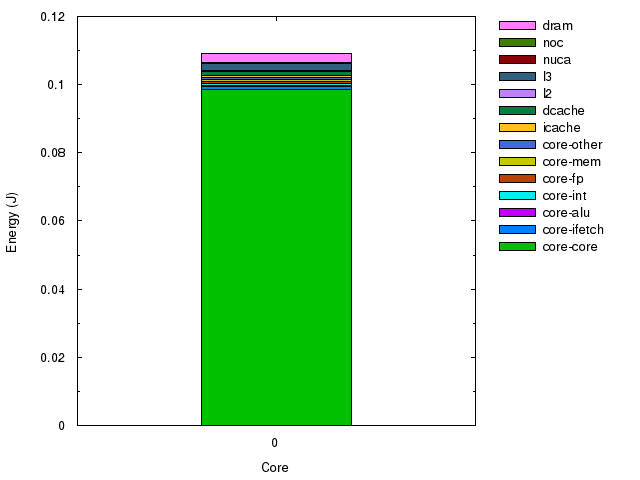 0.12
0.1
0.08
0.06
0.04
0.02
0
Energy (J)
0
Core
dram
noc
nuca
l3
l2
dcache
icache
core-other
core-mem
core-fp
core-int
core-alu
core-ifetch
core-core